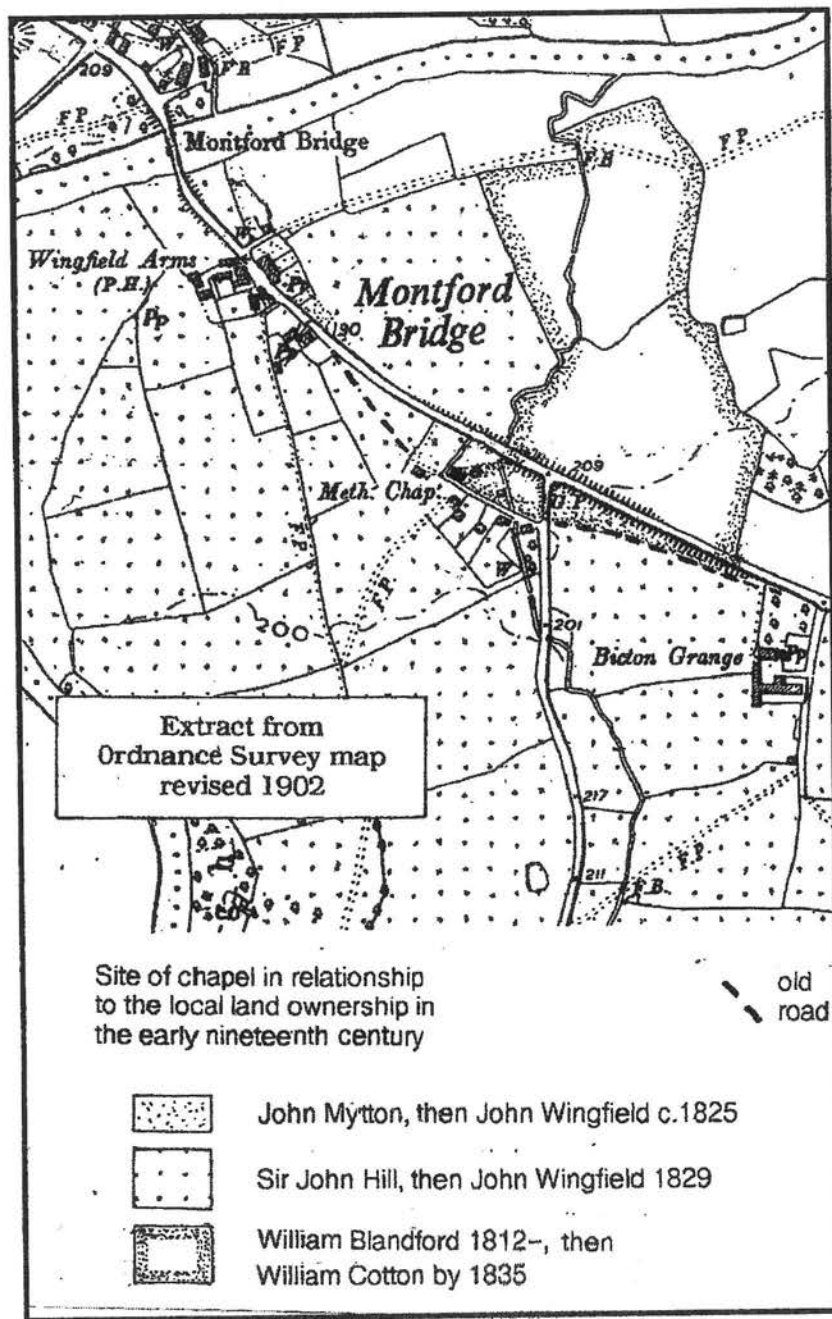 209
F B
W
F B
F P
F P
Montford Bridge
F B
F P
W
Wingfield Arms
(P.H.)
Pp
Pp
Montford
Bridge
190
209
Meth. Chap.
F P
W
201
Bicton Grange
Pp
Extract from
Ordnance Survey map
revised 1902
217
211
F P
F.B.
Site of chapel in relationship
to the local land ownership in
the early nineteenth century
old
road
John Mytton, then John Wingfield c.1825
Sir John Hill, then John Wingfield 1829
William Blandford 1812-, then
William Cotton by 1835